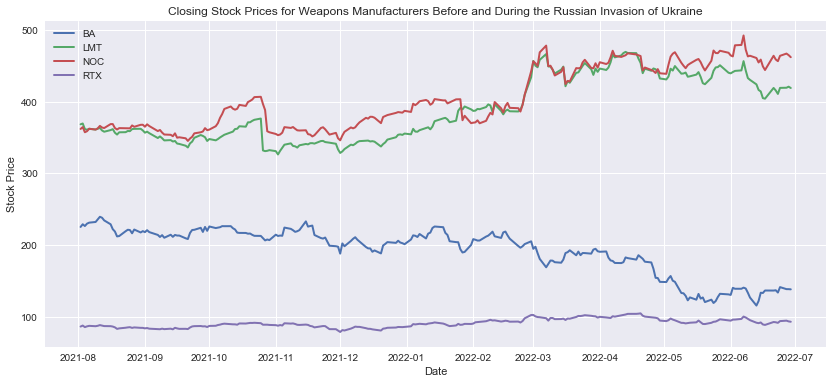 Closing Stock Prices for Weapons Manufacturers Before and During the Russian Invasion of Ukraine
BA
LMT
NOC
RTX
500
400
300
200
100
Stock Price
2021-08 2021-09 2021-10 2021-11 2021-12 2022-01 2022-02 2022-03 2022-04 2022-05 2022-06 2022-07
Date